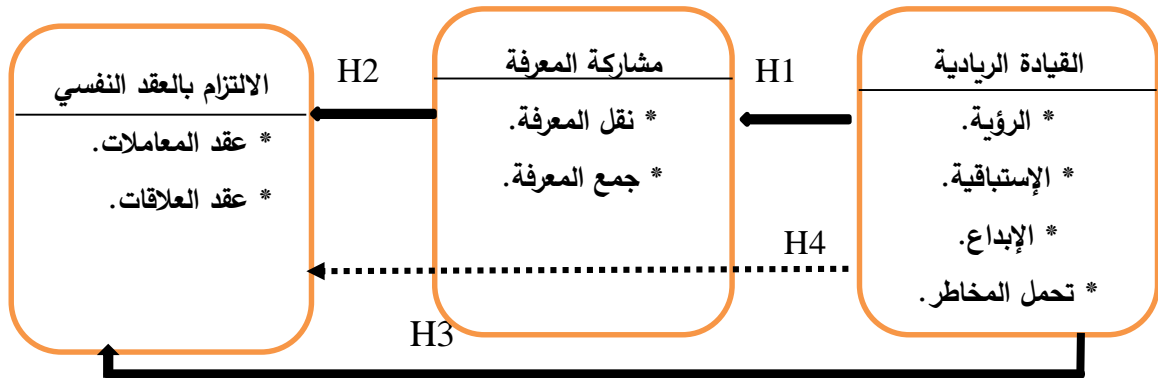 القيادة الريادية
* الرؤية.
* الإستباقية.
* الإبداع.
* تحمل المخاطر.
H1
مشاركة المعرفة
* نقل المعرفة.
* جمع المعرفة.
H2
الالتزام بالعقد النفسي
* عقد المعاملات.
* عقد العلاقات.
H4
H3